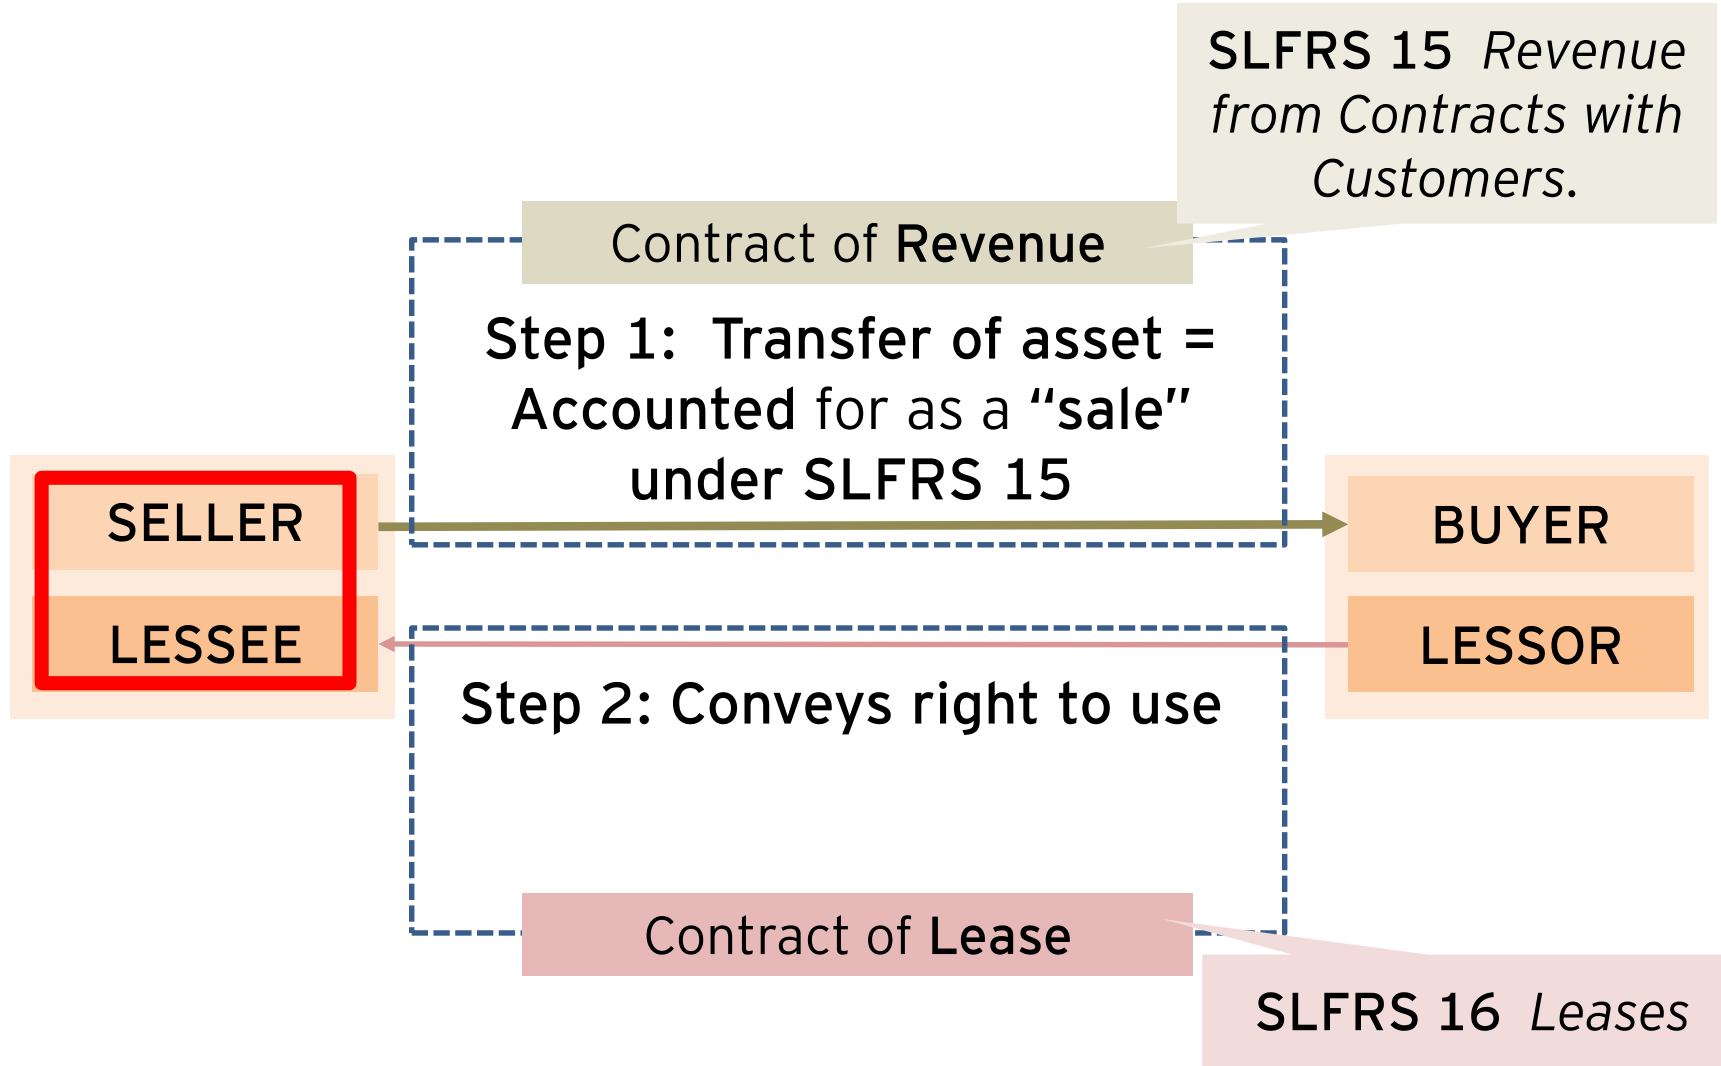 SLFRS 15 Revenue
from Contracts with
Customers.
Contract of Revenue
Step 1: Transfer of asset =
Accounted for as a “sale”
under SLFRS 15
SELLER
BUYER
LESSEE
LESSOR
Step 2: Conveys right to use
Contract of Lease
SLFRS 16 Leases